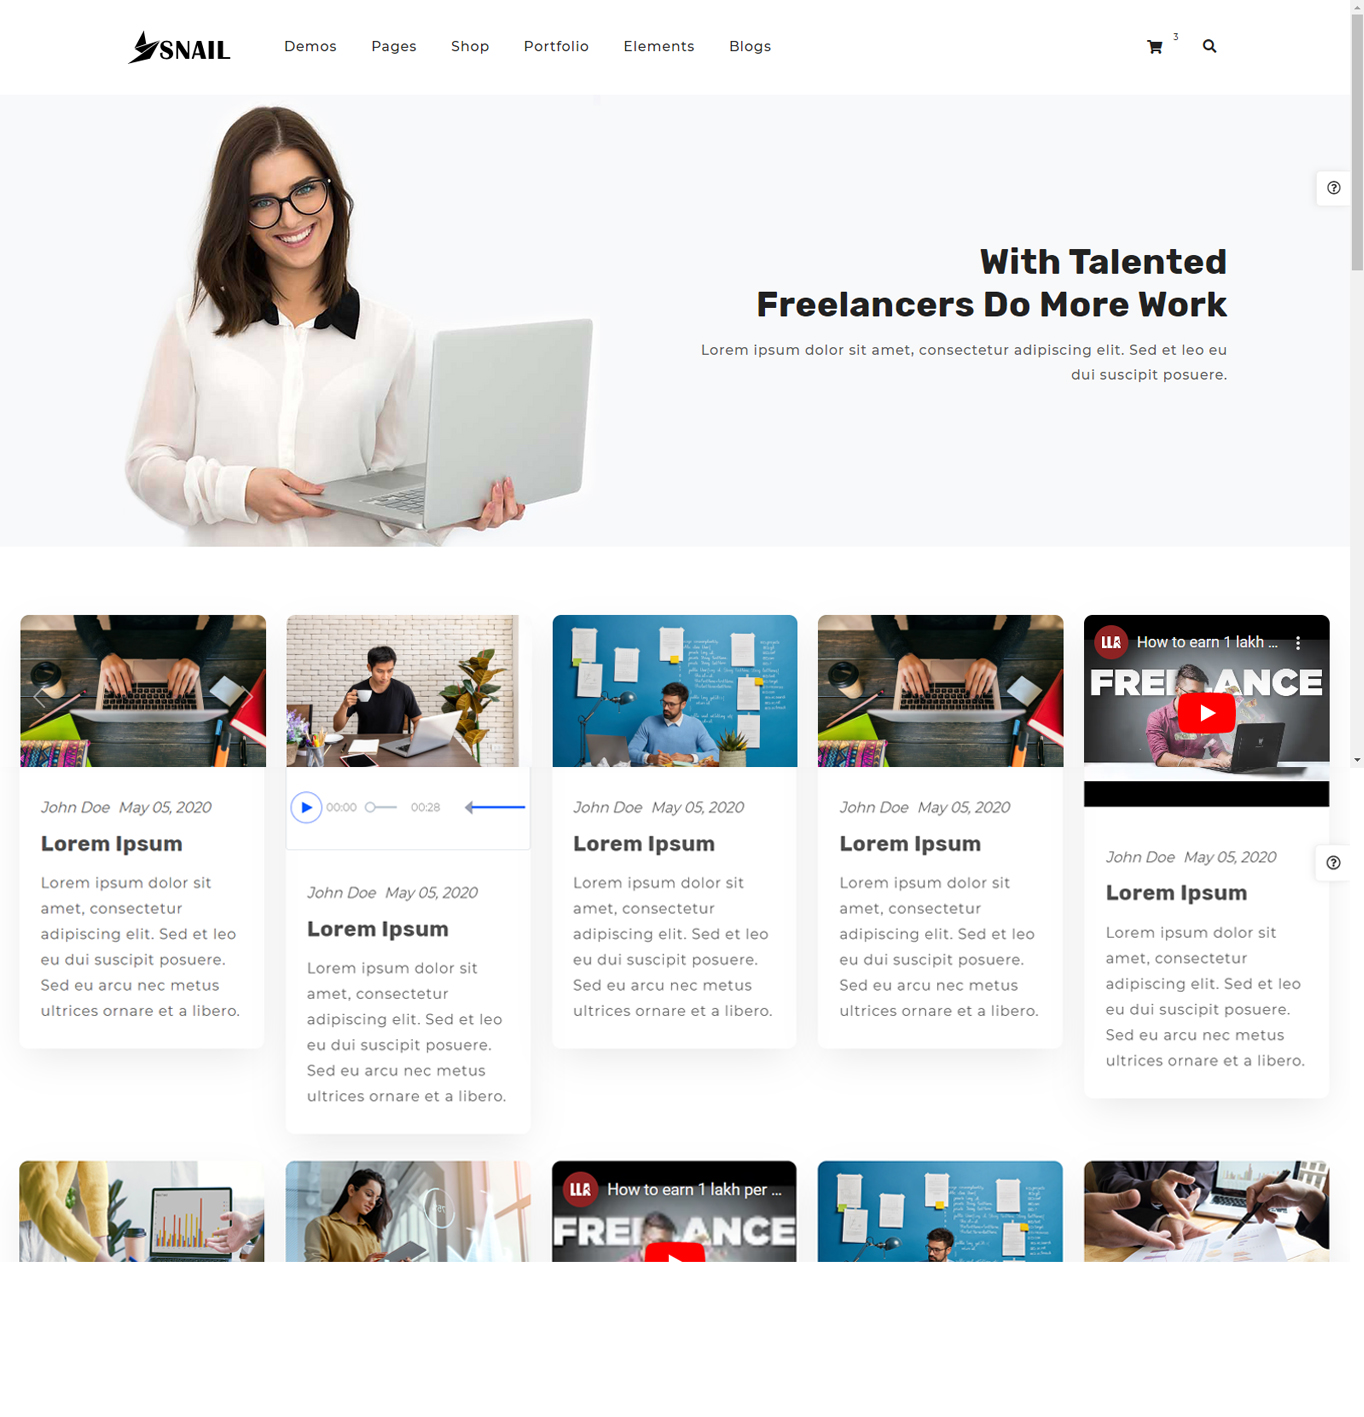 SNAIL
Demos Pages Shop Portfolio Elements Blogs
3
With Talented
Freelancers Do More Work
Lorem ipsum dolor sit amet, consectetur adipiscing elit. Sed et leo eu
dui suscipit posuere.
John Doe May 05, 2020
Lorem Ipsum
Lorem ipsum dolor sit
amet, consectetur
adipiscing elit. Sed et leo
eu dui suscipit posuere.
Sed eu arcu nec metus
ultrices ornare et a libero.
00:00 00:28
John Doe May 05, 2020
Lorem Ipsum
Lorem ipsum dolor sit
amet, consectetur
adipiscing elit. Sed et leo
eu dui suscipit posuere.
Sed eu arcu nec metus
ultrices ornare et a libero.
John Doe May 05, 2020
Lorem Ipsum
Lorem ipsum dolor sit
amet, consectetur
adipiscing elit. Sed et leo
eu dui suscipit posuere.
Sed eu arcu nec metus
ultrices ornare et a libero.
John Doe May 05, 2020
Lorem Ipsum
Lorem ipsum dolor sit
amet, consectetur
adipiscing elit. Sed et leo
eu dui suscipit posuere.
Sed eu arcu nec metus
ultrices ornare et a libero.
LLA How to earn 1 lakh ...
FREELANCE
John Doe May 05, 2020
Lorem Ipsum
Lorem ipsum dolor sit
amet, consectetur
adipiscing elit. Sed et leo
eu dui suscipit posuere.
Sed eu arcu nec metus
ultrices ornare et a libero.
LLA How to earn 1 lakh per ...
FREELANCE